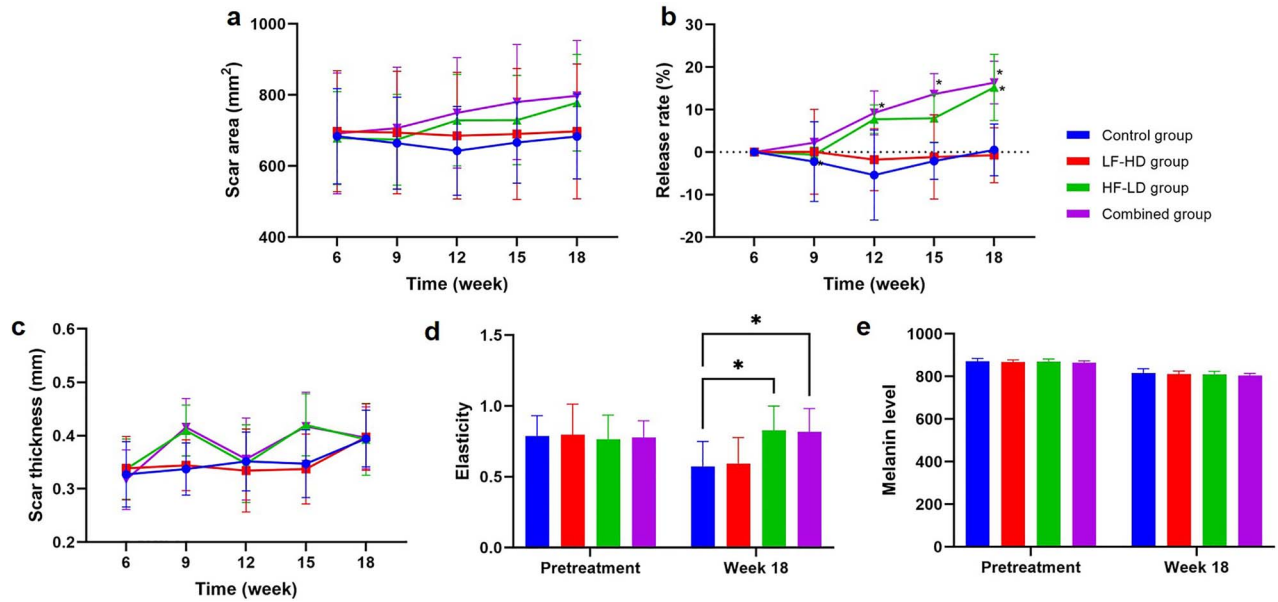 a
1000
800
600
400
Scar area (mm²)
6 9 12 15 18
Time (week)
b
30
20
10
0
-10
-20
Release rate (%)
* * * * *
6 9 12 15 18
Time (week)
Control group
LF-HD group
HF-LD group
Combined group
c
0.6
0.5
0.4
0.3
0.2
Scar thickness (mm)
6 9 12 15 18
Time (week)
d
1.5
1.0
0.5
0.0
Elasticity
*
*
Pretreatment Week 18
e
1000
800
600
400
200
0
Melanin level
Pretreatment Week 18